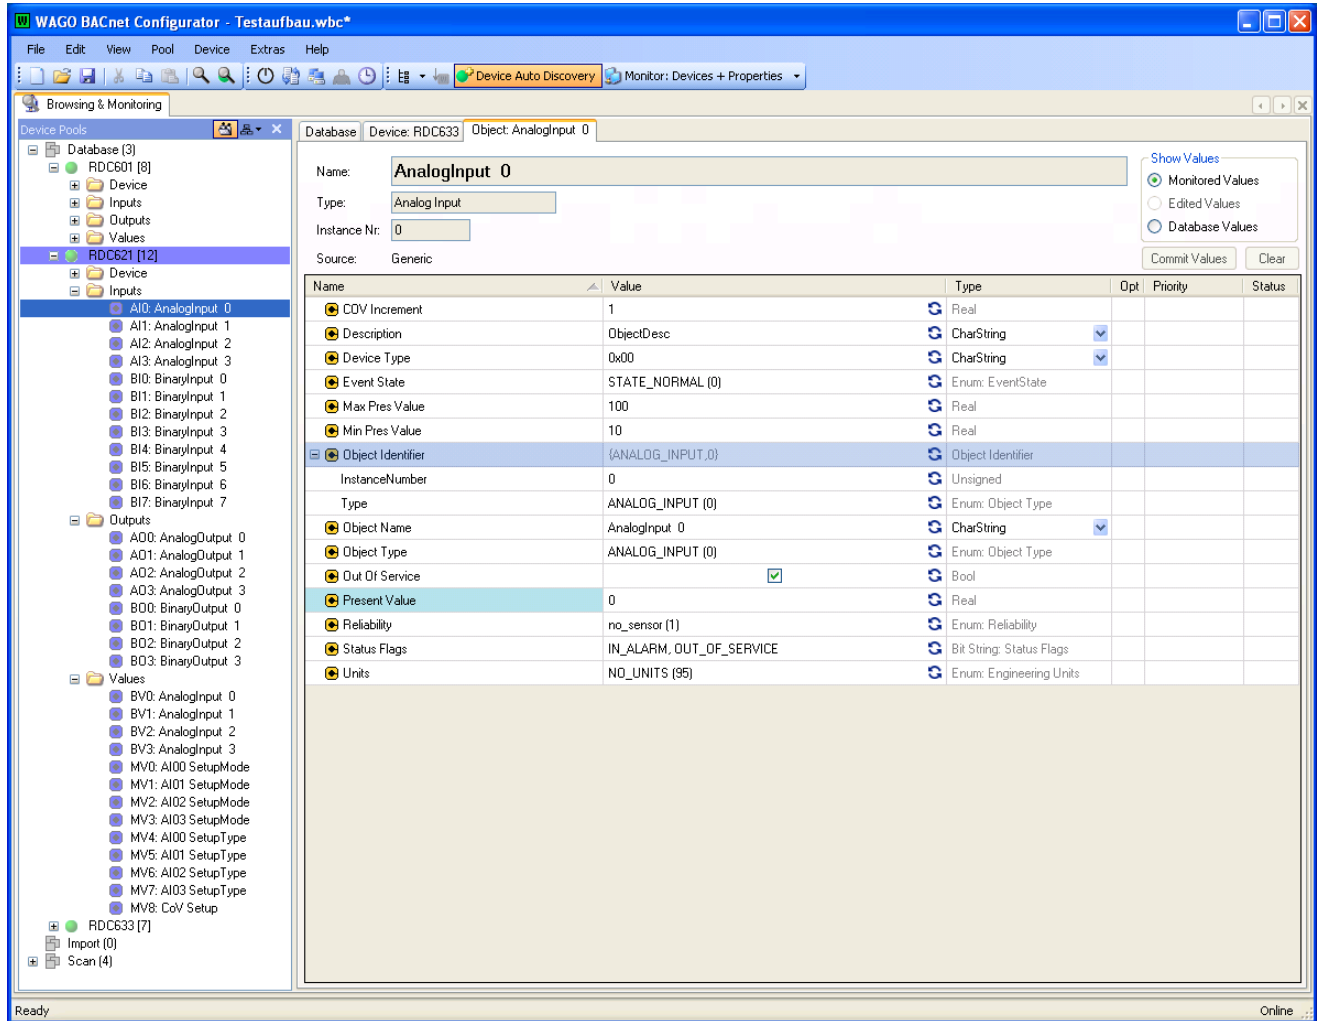 WAGO BACnet Configurator - Testaufbau.wbc*
File Edit View Pool Device Extras Help
Device Auto Discovery Monitor: Devices + Properties
Browsing & Monitoring
Device Pools
Database (3)
RDC601 [8]
Device
Inputs
Outputs
Values
RDC621 [12]
Device
Inputs
AI0: AnalogInput 0
AI1: AnalogInput 1
AI2: AnalogInput 2
AI3: AnalogInput 3
BI0: BinaryInput 0
BI1: BinaryInput 1
BI2: BinaryInput 2
BI3: BinaryInput 3
BI4: BinaryInput 4
BI5: BinaryInput 5
BI6: BinaryInput 6
BI7: BinaryInput 7
Outputs
AO0: AnalogOutput 0
AO1: AnalogOutput 1
AO2: AnalogOutput 2
AO3: AnalogOutput 3
BO0: BinaryOutput 0
BO1: BinaryOutput 1
BO2: BinaryOutput 2
BO3: BinaryOutput 3
Values
BV0: AnalogInput 0
BV1: AnalogInput 1
BV2: AnalogInput 2
BV3: AnalogInput 3
MV0: AI00 SetupMode
MV1: AI01 SetupMode
MV2: AI02 SetupMode
MV3: AI03 SetupMode
MV4: AI00 SetupType
MV5: AI01 SetupType
MV6: AI02 SetupType
MV7: AI03 SetupType
MV8: CoV Setup
RDC633 [7]
Import (0)
Scan (4)
Database Device: RDC633 Object: AnalogInput 0
Name: AnalogInput 0
Type: Analog Input
Instance Nr: 0
Source: Generic
Show Values
Monitored Values
Edited Values
Database Values
Commit Values Clear
Name Value Type Opt Priority Status
COV Increment 1 Real
Description ObjectDesc CharString
Device Type 0x00 CharString
Event State STATE_NORMAL (0) Enum: EventState
Max Pres Value 100 Real
Min Pres Value 10 Real
Object Identifier {ANALOG_INPUT,0} Object Identifier
InstanceNumber 0 Unsigned
Type ANALOG_INPUT (0) Enum: Object Type
Object Name AnalogInput 0 CharString
Object Type ANALOG_INPUT (0) Enum: Object Type
Out Of Service Bool
Present Value 0 Real
Reliability no_sensor (1) Enum: Reliability
Status Flags IN_ALARM, OUT_OF_SERVICE Bit String: Status Flags
Units NO_UNITS (95) Enum: Engineering Units
Ready Online